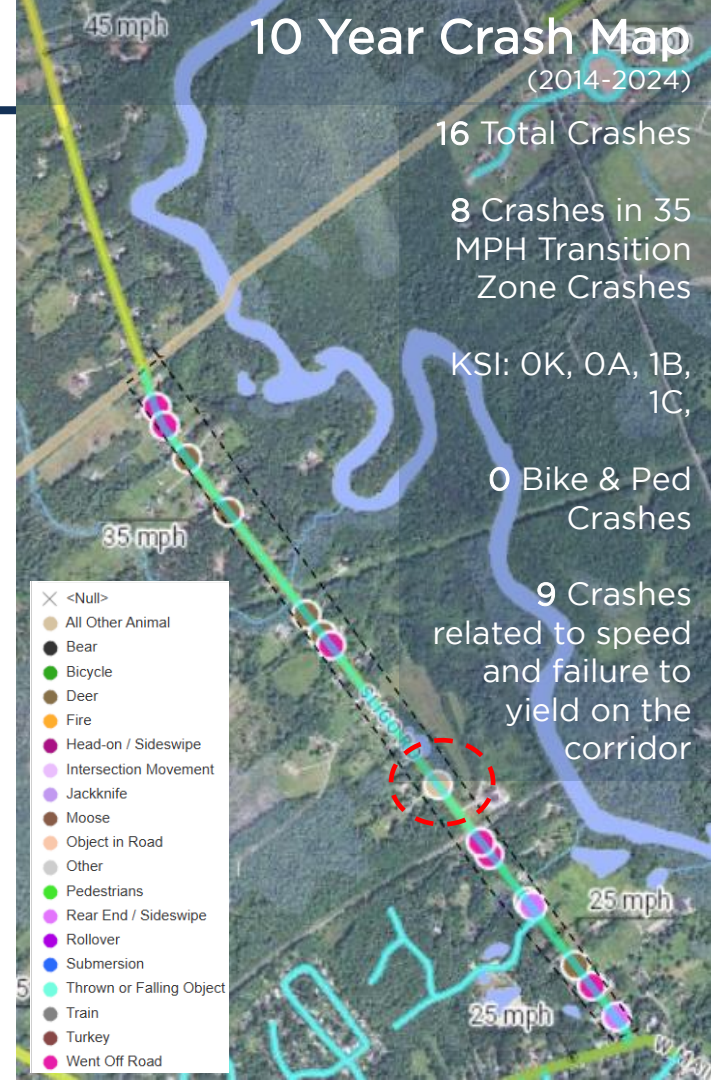 45 mph
10 Year Crash Map
(2014-2024)
16 Total Crashes
8 Crashes in 35
MPH Transition
Zone Crashes
KSI: 0K, 0A, 1B,
1C,
0 Bike & Ped
Crashes
9 Crashes
related to speed
and failure to
yield on the
corridor
35 mph
<Null>
All Other Animal
Bear
Bicycle
Deer
Fire
Head-on / Sideswipe
Intersection Movement
Jackknife
Moose
Object in Road
Other
Pedestrians
Rear End / Sideswipe
Rollover
Submersion
Thrown or Falling Object
Train
Turkey
Went Off Road
25 mph
25 mph
5
W MAI